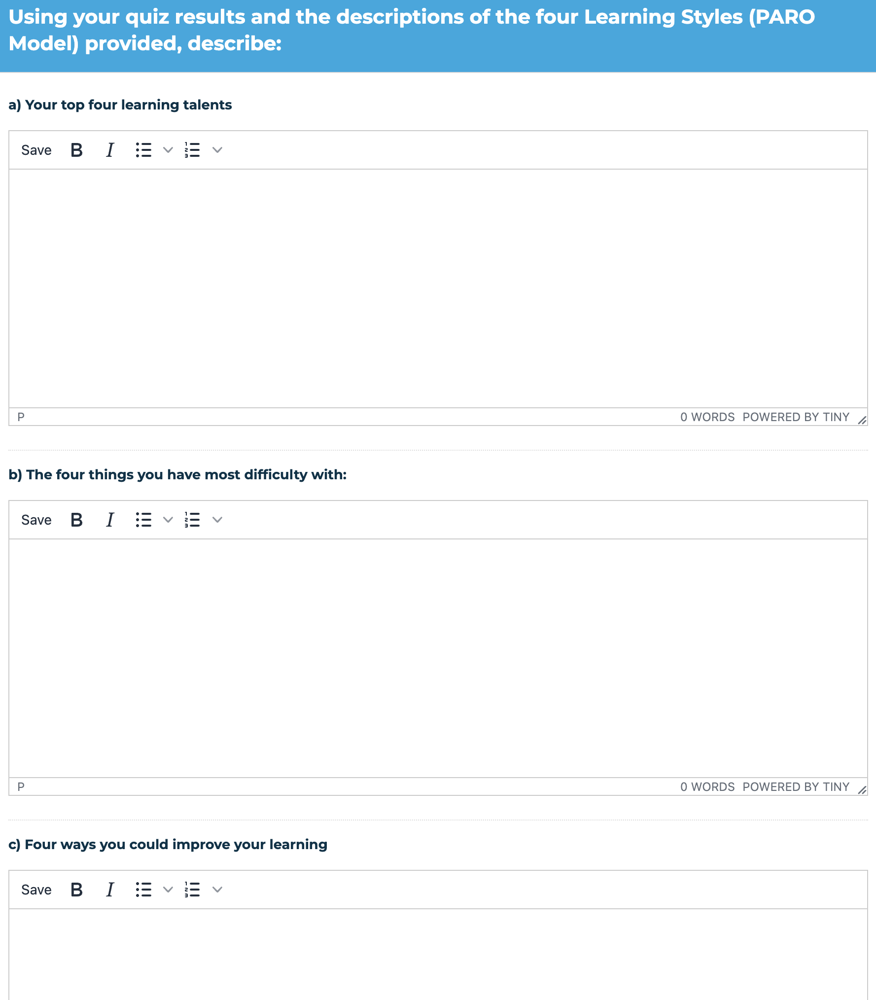 Using your quiz results and the descriptions of the four Learning Styles (PARO
Model) provided, describe:
a) Your top four learning talents
Save B I
P 0 WORDS POWERED BY TINY
b) The four things you have most difficulty with:
Save B I
P 0 WORDS POWERED BY TINY
c) Four ways you could improve your learning
Save B I